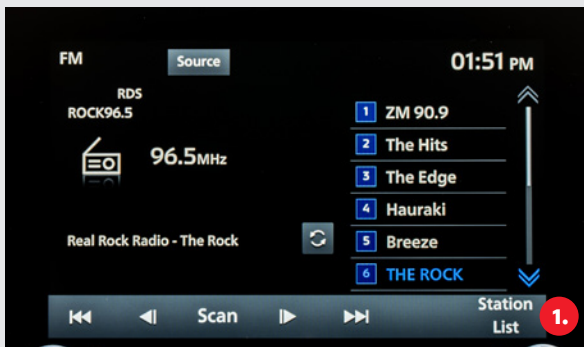 FM
Source
01:51 PM
RDS
ROCK96.5
96.5MHz
Real Rock Radio - The Rock
1 ZM 90.9
2 The Hits
3 The Edge
4 Hauraki
5 Breeze
6 THE ROCK
Scan
Station
List
1.